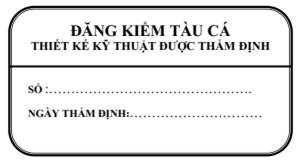 ĐĂNG KIỂM TÀU CÁ
THIẾT KẾ KỸ THUẬT ĐƯỢC THẨM ĐỊNH
SỐ :…………………………………………
NGÀY THẨM ĐỊNH:…………………………